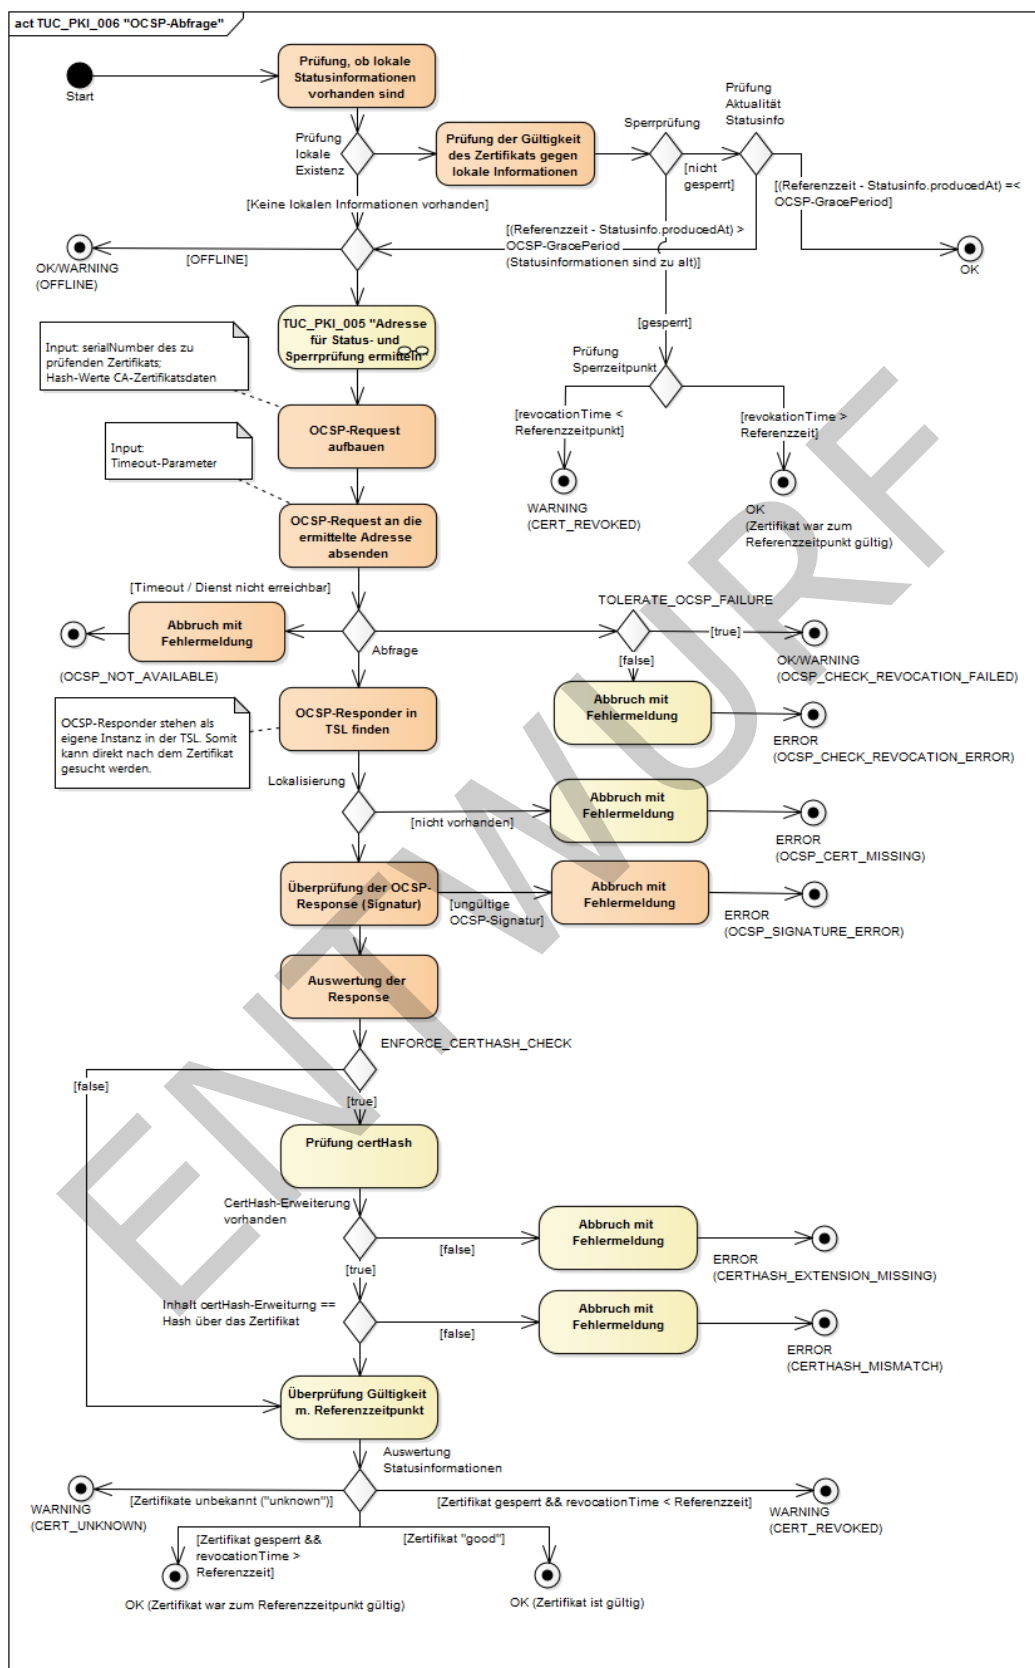 act TUC_PKI_006 "OCSP-Abfrage"
Start
Prüfung, ob lokale
Statusinformationen
vorhanden sind
Prüfung
lokale
Existenz
Prüfung der Gültigkeit
des Zertifikats gegen
lokale Informationen
Sperrprüfung
Prüfung
Aktualität
Statusinfo
[nicht
gesperrt]
[(Referenzzeit - Statusinfo.producedAt) =<
OCSP-GracePeriod]
OK
[Keine lokalen Informationen vorhanden]
[(Referenzzeit - Statusinfo.producedAt) >
OCSP-GracePeriod
(Statusinformationen sind zu alt)]
[OFFLINE]
OK/WARNING
(OFFLINE)
TUC_PKI_005 "Adresse
für Status- und
Sperrprüfung ermitteln"
[gesperrt]
Prüfung
Sperrzeitpunkt
Input: serialNumber des zu
prüfenden Zertifikats;
Hash-Werte CA-Zertifikatsdaten
[revocationTime <
Referenzzeitpunkt]
[revokationTime >
Referenzzeit]
OCSP-Request
aufbauen
Input:
Timeout-Parameter
WARNING
(CERT_REVOKED)
OK
(Zertifikat war zum
Referenzzeitpunkt gültig)
OCSP-Request an die
ermittelte Adresse
absenden
[Timeout / Dienst nicht erreichbar]
TOLERATE_OCSP_FAILURE
Abbruch mit
Fehlermeldung
Abfrage
[true]
(OCSP_NOT_AVAILABLE)
[false]
OK/WARNING
(OCSP_CHECK_REVOCATION_FAILED)
OCSP-Responder in
TSL finden
Abbruch mit
Fehlermeldung
OCSP-Responder stehen als
eigene Instanz in der TSL. Somit
kann direkt nach dem Zertifikat
gesucht werden.
ERROR
(OCSP_CHECK_REVOCATION_ERROR)
Lokalisierung
[nicht vorhanden]
Abbruch mit
Fehlermeldung
ERROR
(OCSP_CERT_MISSING)
Überprüfung der OCSP-
Response (Signatur)
[ungültige
OCSP-Signatur]
Abbruch mit
Fehlermeldung
ERROR
(OCSP_SIGNATURE_ERROR)
Auswertung der
Response
ENFORCE_CERTHASH_CHECK
[false]
[true]
Prüfung certHash
CertHash-Erweiterung
vorhanden
[false]
Abbruch mit
Fehlermeldung
ERROR
(CERTHASH_EXTENSION_MISSING)
[true]
Inhalt certHash-Erweiturng ==
Hash über das Zertifikat
[false]
Abbruch mit
Fehlermeldung
ERROR
(CERTHASH_MISMATCH)
Überprüfung Gültigkeit
m. Referenzzeitpunkt
Auswertung
Statusinformationen
[Zertifikate unbekannt ("unknown")]
[Zertifikat gesperrt && revocationTime < Referenzzeit]
WARNING
(CERT_UNKNOWN)
WARNING
(CERT_REVOKED)
[Zertifikat gesperrt &&
revocationTime >
Referenzzeit]
[Zertifikat "good"]
OK (Zertifikat war zum Referenzzeitpunkt gültig)
OK (Zertifikat ist gültig)
ENTWURF